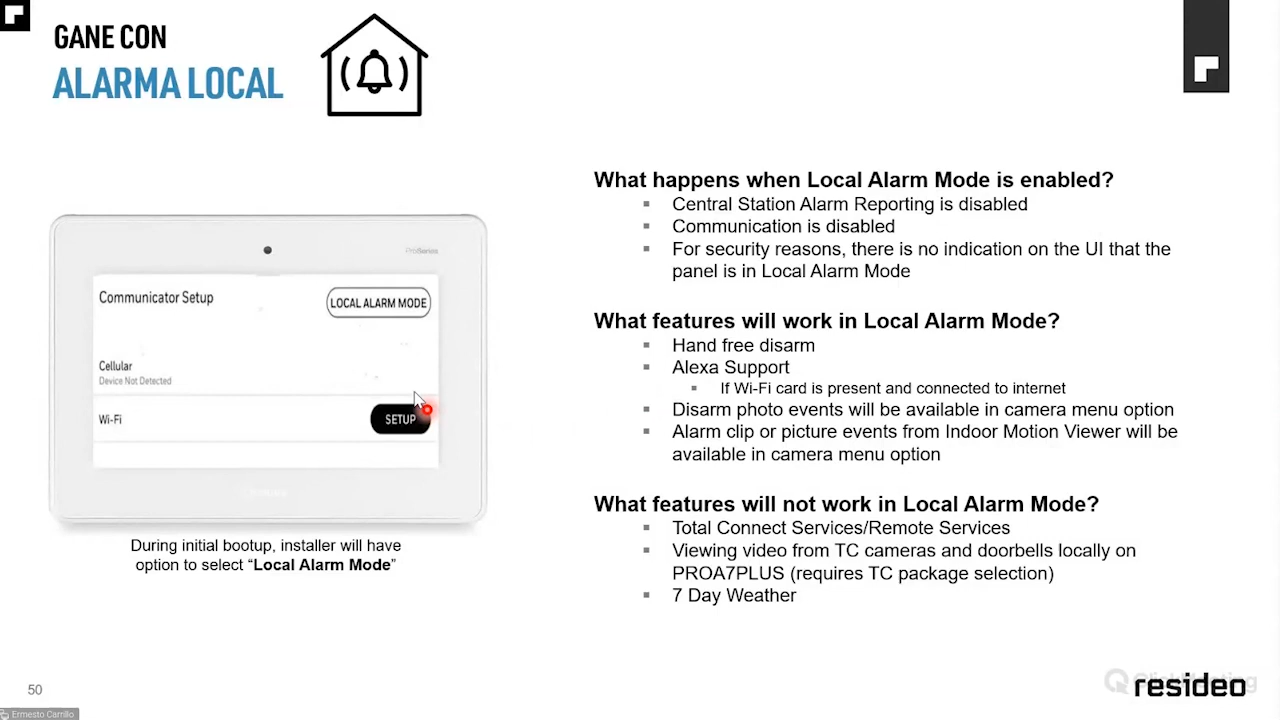 GANE CON
ALARMA LOCAL
ProSeries
Communicator Setup
LOCAL ALARM MODE
Cellular
Device Not Detected
Wi-Fi
SETUP
During initial bootup, installer will have
option to select “Local Alarm Mode”
What happens when Local Alarm Mode is enabled?
Central Station Alarm Reporting is disabled
Communication is disabled
For security reasons, there is no indication on the UI that the
panel is in Local Alarm Mode
What features will work in Local Alarm Mode?
Hand free disarm
Alexa Support
If Wi-Fi card is present and connected to internet
Disarm photo events will be available in camera menu option
Alarm clip or picture events from Indoor Motion Viewer will be
available in camera menu option
What features will not work in Local Alarm Mode?
Total Connect Services/Remote Services
Viewing video from TC cameras and doorbells locally on
PROA7PLUS (requires TC package selection)
7 Day Weather
50
resideo
Ermesto Carrillo